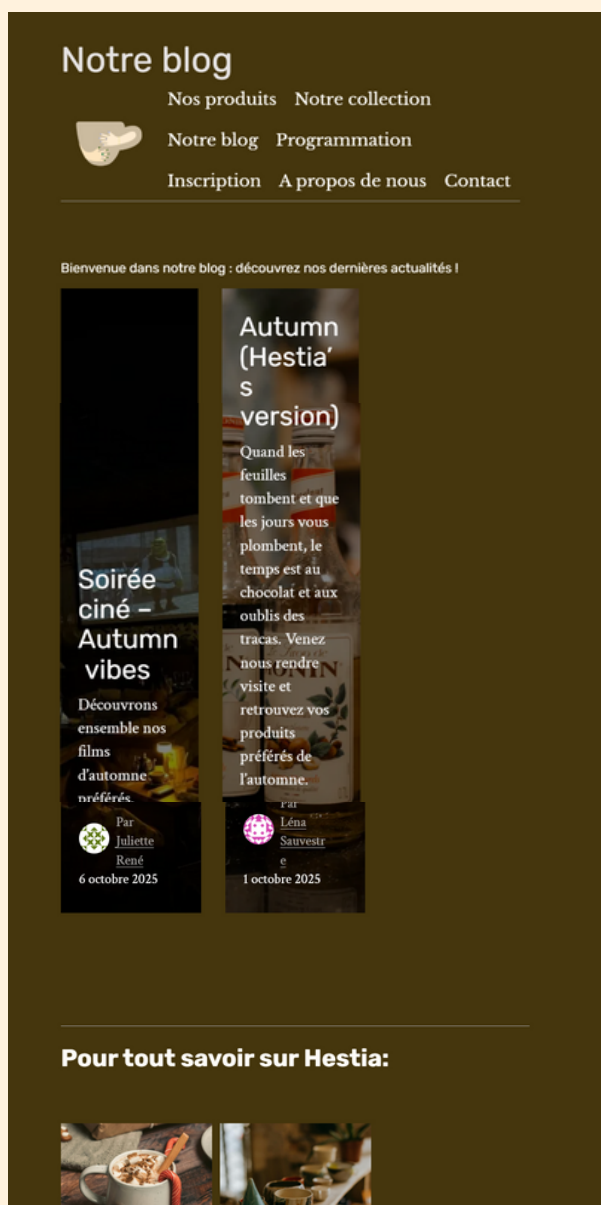 Notre blog
Nos produits Notre collection
Notre blog Programmation
Inscription A propos de nous Contact
Bienvenue dans notre blog : découvrez nos dernières actualités !
Soirée
ciné –
Autumn
vibes
Découvrons
ensemble nos
films
d'automne
préférés.
Par
Juliette
René
6 octobre 2025
Autumn
(Hestia’
s
version)
Quand les
feuilles
tombent et que
les jours vous
plombent, le
temps est au
chocolat et aux
oublis des
tracas. Venez
nous rendre
visite et
retrouvez vos
produits
préférés de
l'automne.
Par
Léna
Sauvestr
e
1 octobre 2025
MONIN
Pour tout savoir sur Hestia: